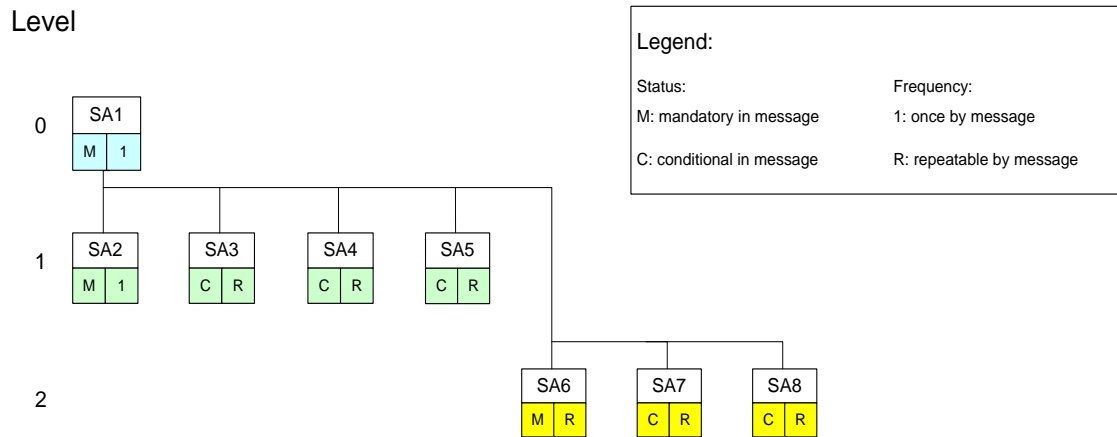 Level
Legend:
Status: Frequency:
M: mandatory in message 1: once by message
C: conditional in message R: repeatable by message
0
SA1
M 1
1
SA2 SA3 SA4 SA5
M 1 C R C R C R
2
SA6 SA7 SA8
M R C R C R